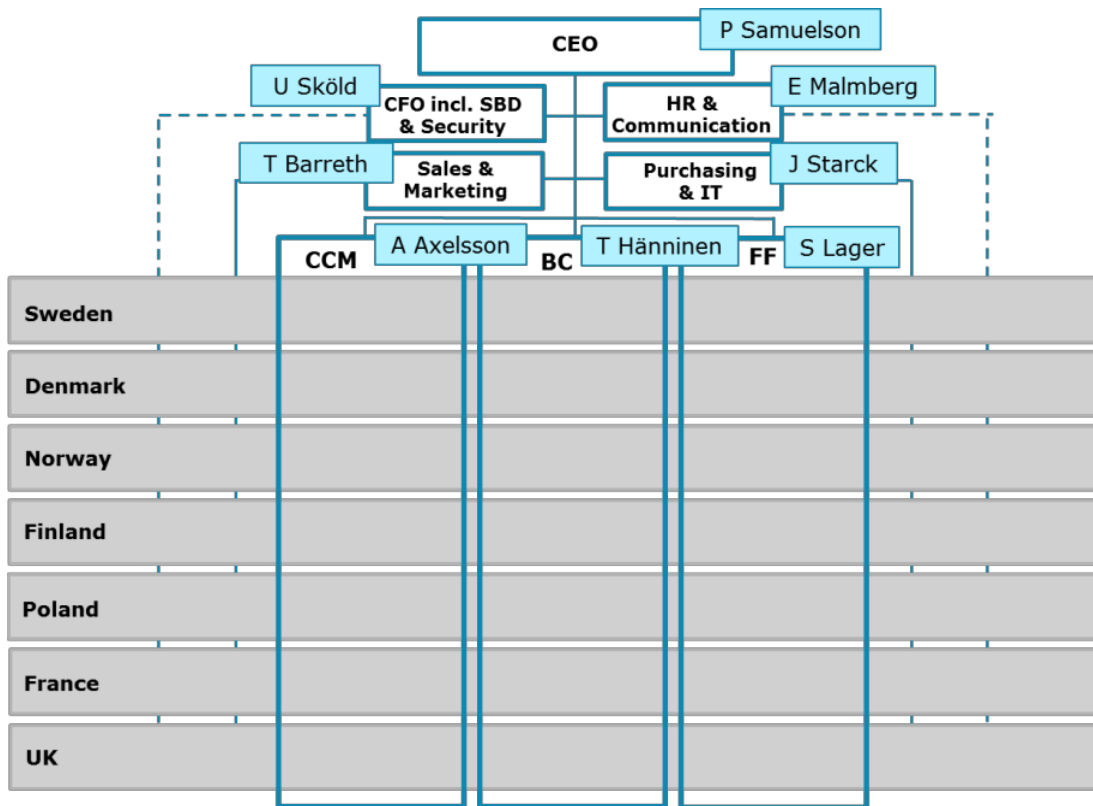 CEO
P Samuelson
U Sköld
CFO incl. SBD
& Security
HR &
Communication
E Malmberg
T Barreth
Sales &
Marketing
Purchasing
& IT
J Starck
CCM
A Axelsson
BC
T Hänninen
FF
S Lager
Sweden
Denmark
Norway
Finland
Poland
France
UK